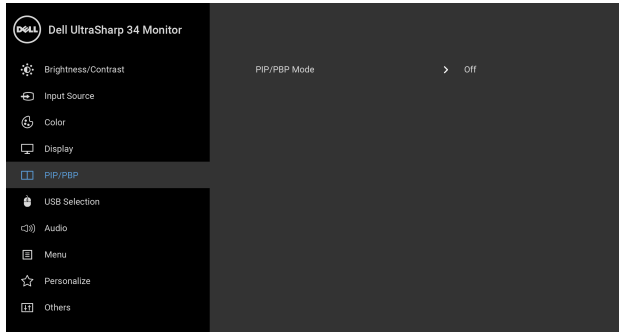 DELL Dell UltraSharp 34 Monitor
Brightness/Contrast
PIP/PBP Mode Off
Input Source
Color
Display
PIP/PBP
USB Selection
Audio
Menu
Personalize
Others